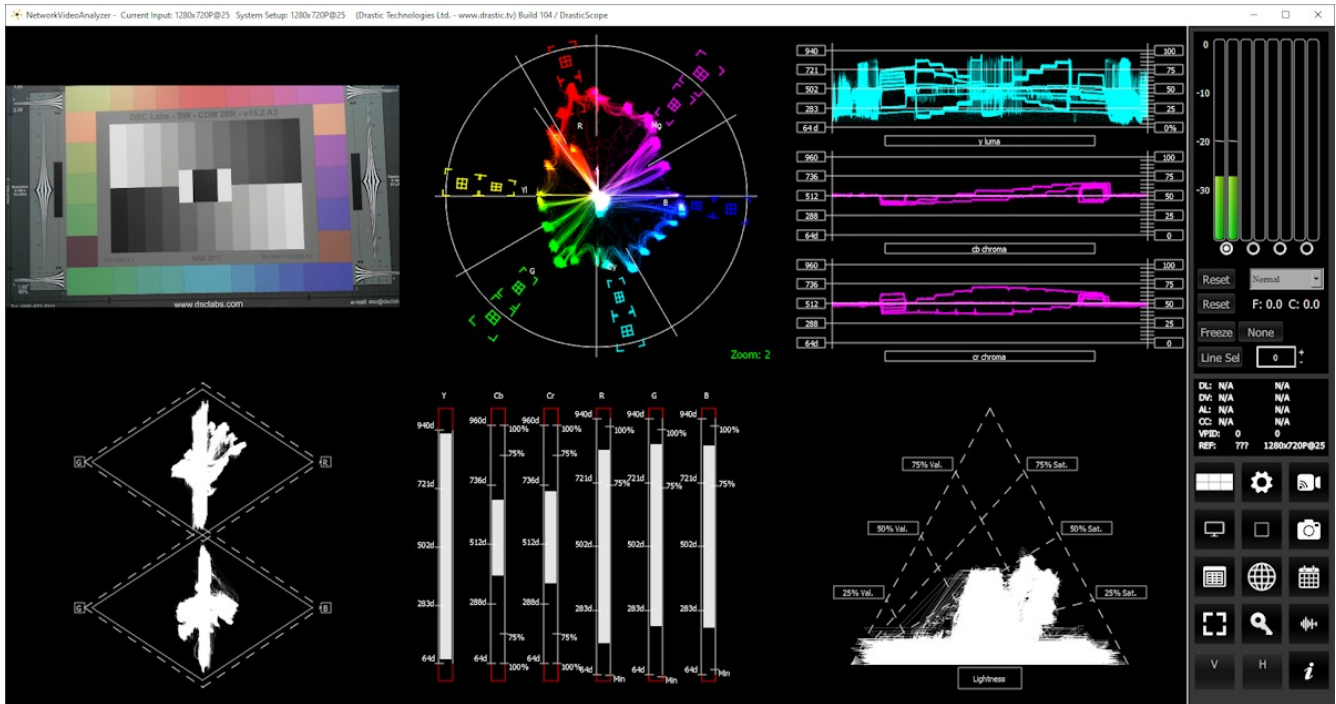 NetworkVideoAnalyzer - Current Input: 1280x720P@25 System Setup: 1280x720P@25 (Drastic Technologies Ltd. - www.drastic.tv) Build 104 / DrasticScope
DSC Labs - SW - CDM 28R - v15.2 A3
NAB 2017
www.dsclabs.com
R
Mg
Yl
B
G
Cy
Zoom: 2
940
721
502
283
64 d
100
75
50
25
0%
y luma
960
736
512
288
64d
100
75
50
25
0
cb chroma
960
736
512
288
64d
100
75
50
25
0
cr chroma
0
-10
-20
-30
Reset
Normal
Reset
F: 0.0 C: 0.0
Freeze
None
Line Sel
0
+
-
DL: N/A N/A
DV: N/A N/A
AL: N/A N/A
CC: N/A N/A
VPID: 0 0
REF: ??? 1280x720P@25
V
H
i
G
R
G
B
Y
Cb
Cr
R
G
B
940d
721d
502d
283d
64d
960d
736d
512d
288d
64d
100%
75%
75%
100%
960d
736d
512d
288d
64d
100%
75%
75%
100%
940d
721d
502d
283d
64d
100%
75%
Min
940d
721d
502d
283d
64d
100%
75%
Min
940d
721d
502d
283d
64d
100%
75%
Min
75% Val.
75% Sat.
50% Val.
50% Sat.
25% Val.
25% Sat.
Lightness